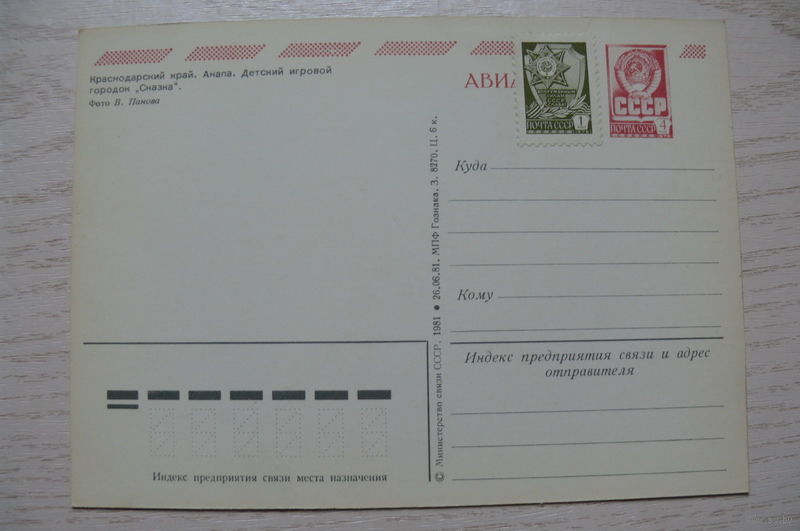 Краснодарский край. Анапа. Детский игровой
городок „Сказка".
Фото В. Панова
АВИА
ПОЧТА СССР 1
СССР
ПОЧТА СССР 4
Куда
Кому
Индекс предприятия связи и адрес
отправителя
© Министерство связи СССР, 1981 ● 26.06.81. МПФ Гознака. З. 8270. Ц. 6 к.
Индекс предприятия связи места назначения